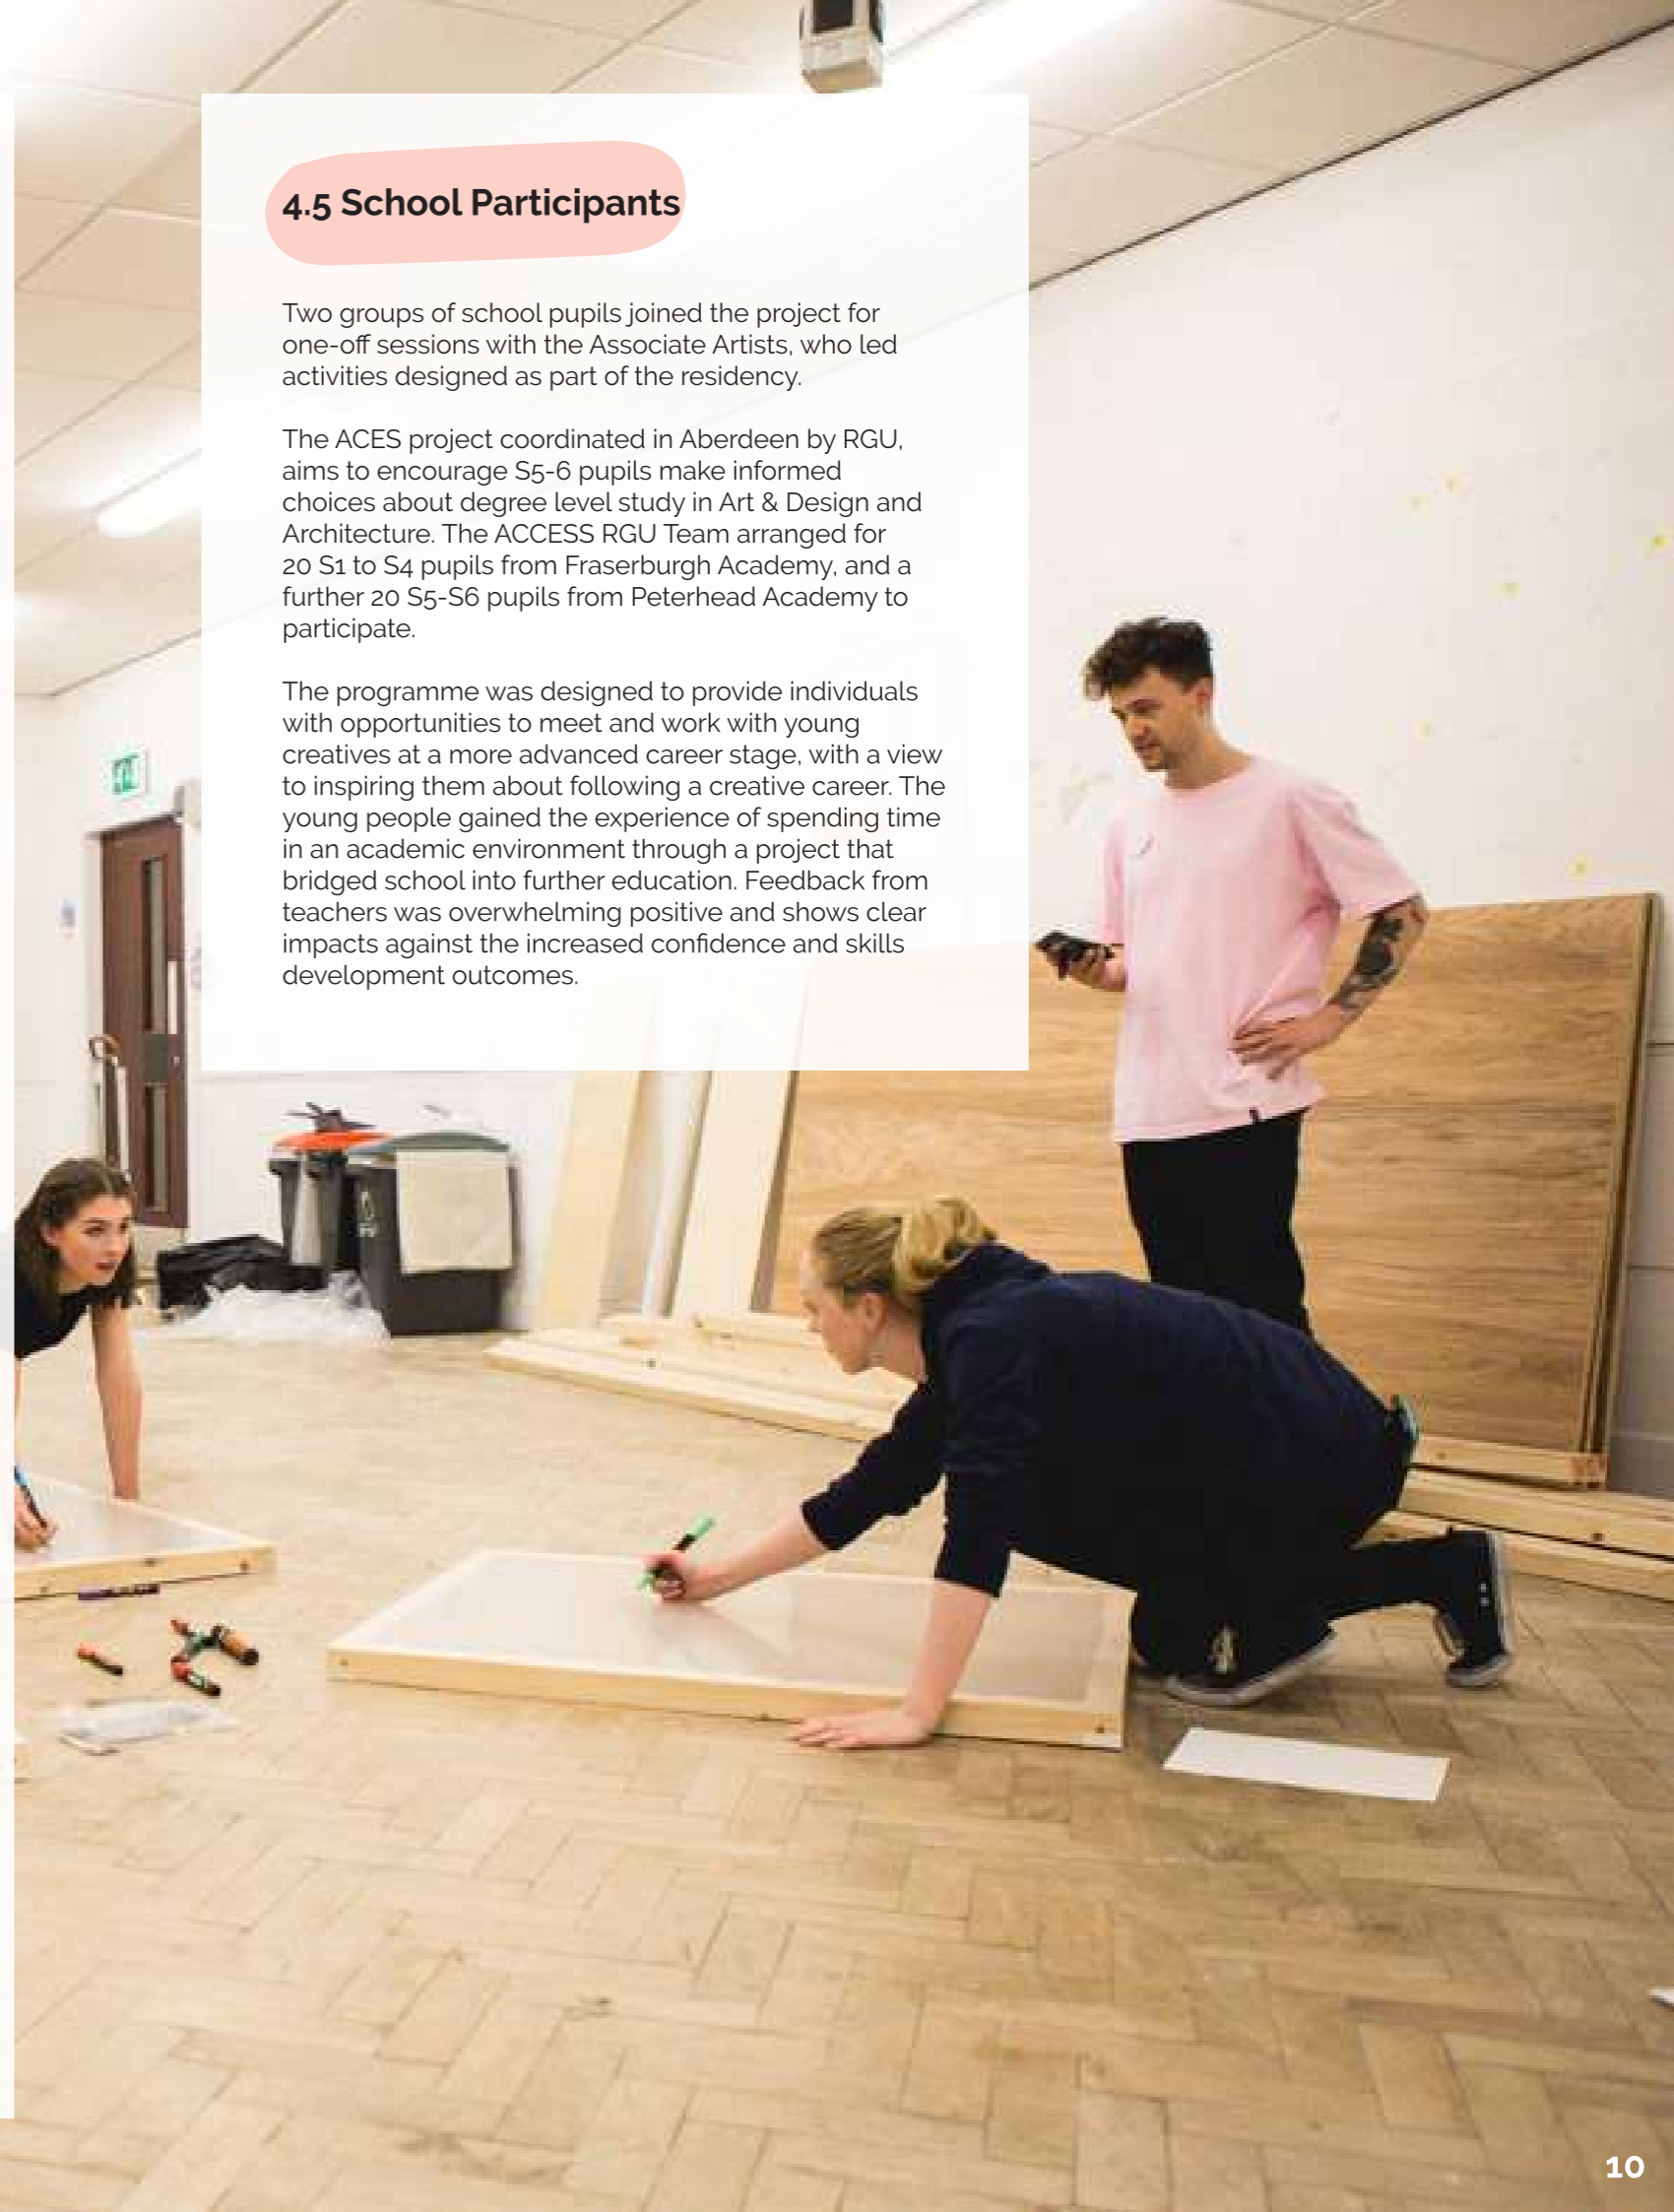 4.5 School Participants
Two groups of school pupils joined the project for
one-off sessions with the Associate Artists, who led
activities designed as part of the residency.
The ACES project coordinated in Aberdeen by RGU,
aims to encourage S5-6 pupils make informed
choices about degree level study in Art & Design and
Architecture. The ACCESS RGU Team arranged for
20 S1 to S4 pupils from Fraserburgh Academy, and a
further 20 S5-S6 pupils from Peterhead Academy to
participate.
The programme was designed to provide individuals
with opportunities to meet and work with young
creatives at a more advanced career stage, with a view
to inspiring them about following a creative career. The
young people gained the experience of spending time
in an academic environment through a project that
bridged school into further education. Feedback from
teachers was overwhelming positive and shows clear
impacts against the increased confidence and skills
development outcomes.
10